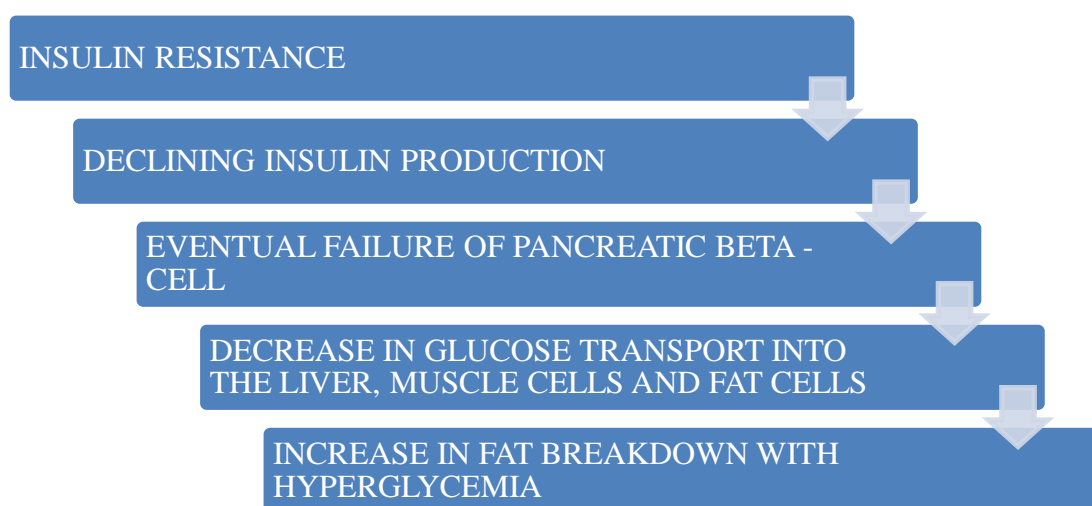 INSULIN RESISTANCE
DECLINING INSULIN PRODUCTION
EVENTUAL FAILURE OF PANCREATIC BETA -
CELL
DECREASE IN GLUCOSE TRANSPORT INTO
THE LIVER, MUSCLE CELLS AND FAT CELLS
INCREASE IN FAT BREAKDOWN WITH
HYPERGLYCEMIA